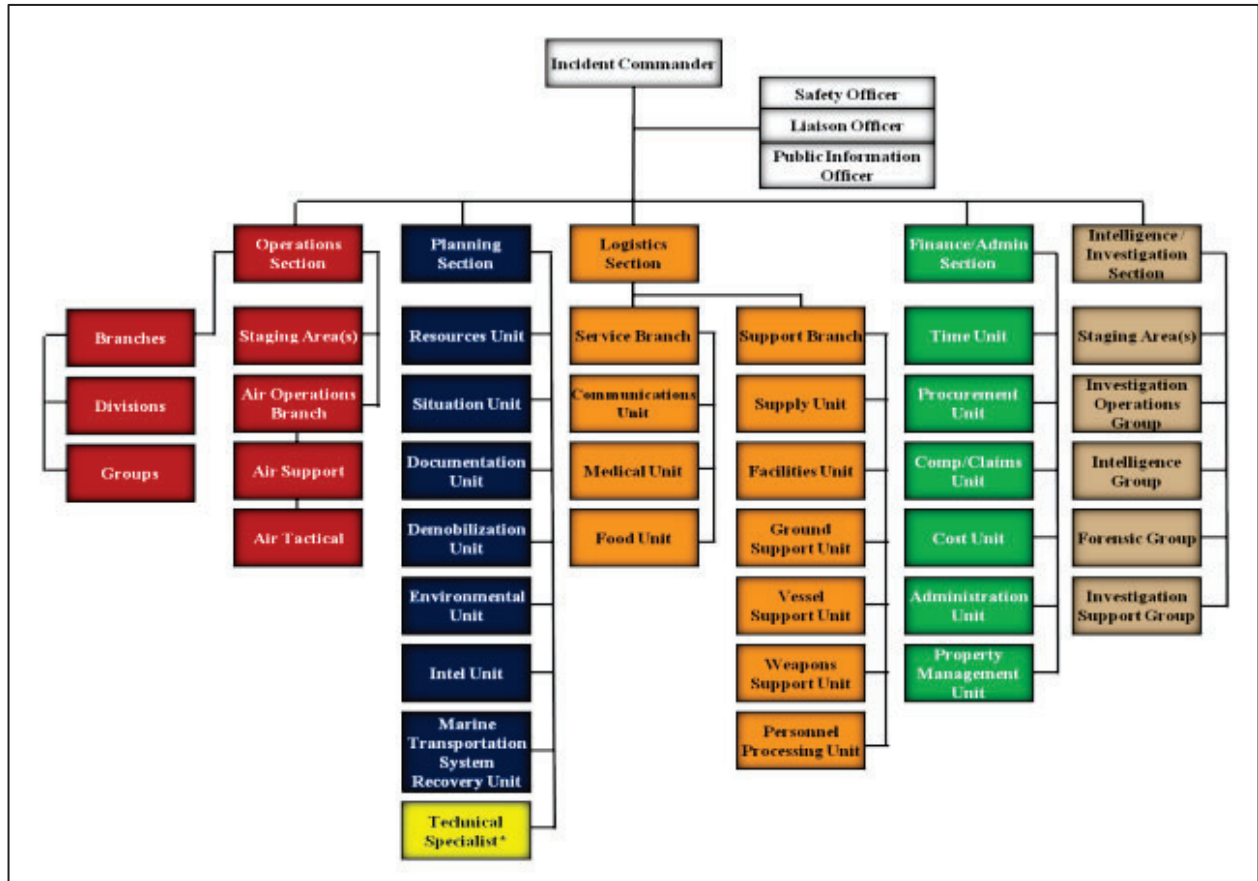 Incident Commander
Safety Officer
Liaison Officer
Public Information
Officer
Operations
Section
Planning
Section
Logistics
Section
Finance/Admin
Section
Intelligence /
Investigation
Section
Branches
Divisions
Groups
Staging Area(s)
Air Operations
Branch
Air Support
Air Tactical
Resources Unit
Situation Unit
Documentation
Unit
Demobilization
Unit
Environmental
Unit
Intel Unit
Marine
Transportation
System
Recovery Unit
Technical
Specialist*
Service Branch
Communications
Unit
Medical Unit
Food Unit
Support Branch
Supply Unit
Facilities Unit
Ground
Support Unit
Vessel
Support Unit
Weapons
Support Unit
Personnel
Processing Unit
Time Unit
Procurement
Unit
Comp/Claims
Unit
Cost Unit
Administration
Unit
Property
Management
Unit
Staging Area(s)
Investigation
Operations
Group
Intelligence
Group
Forensic Group
Investigation
Support Group